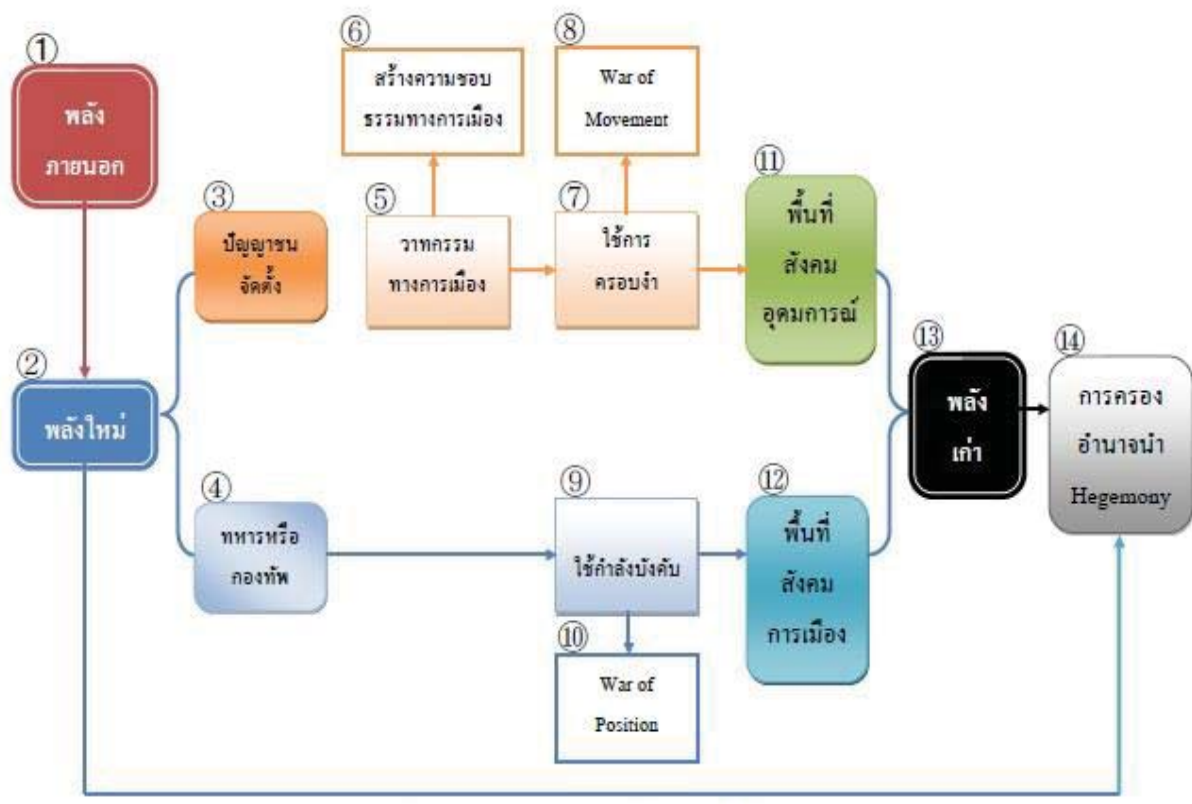 ①
พลัง
ภายนอก
②
พลังใหม่
③
ปัญญาชน
จัดตั้ง
④
ทหารหรือ
กองทัพ
⑤
วาทกรรม
ทางการเมือง
⑥
สร้างความชอบ
ธรรมทางการเมือง
⑦
ใช้การ
ครอบงำ
⑧
War of
Movement
⑨
ใช้กำลังบังคับ
⑩
War of
Position
⑪
พื้นที่
สังคม
อุดมการณ์
⑫
พื้นที่
สังคม
การเมือง
⑬
พลัง
เก่า
⑭
การครอง
อำนาจนำ
Hegemony